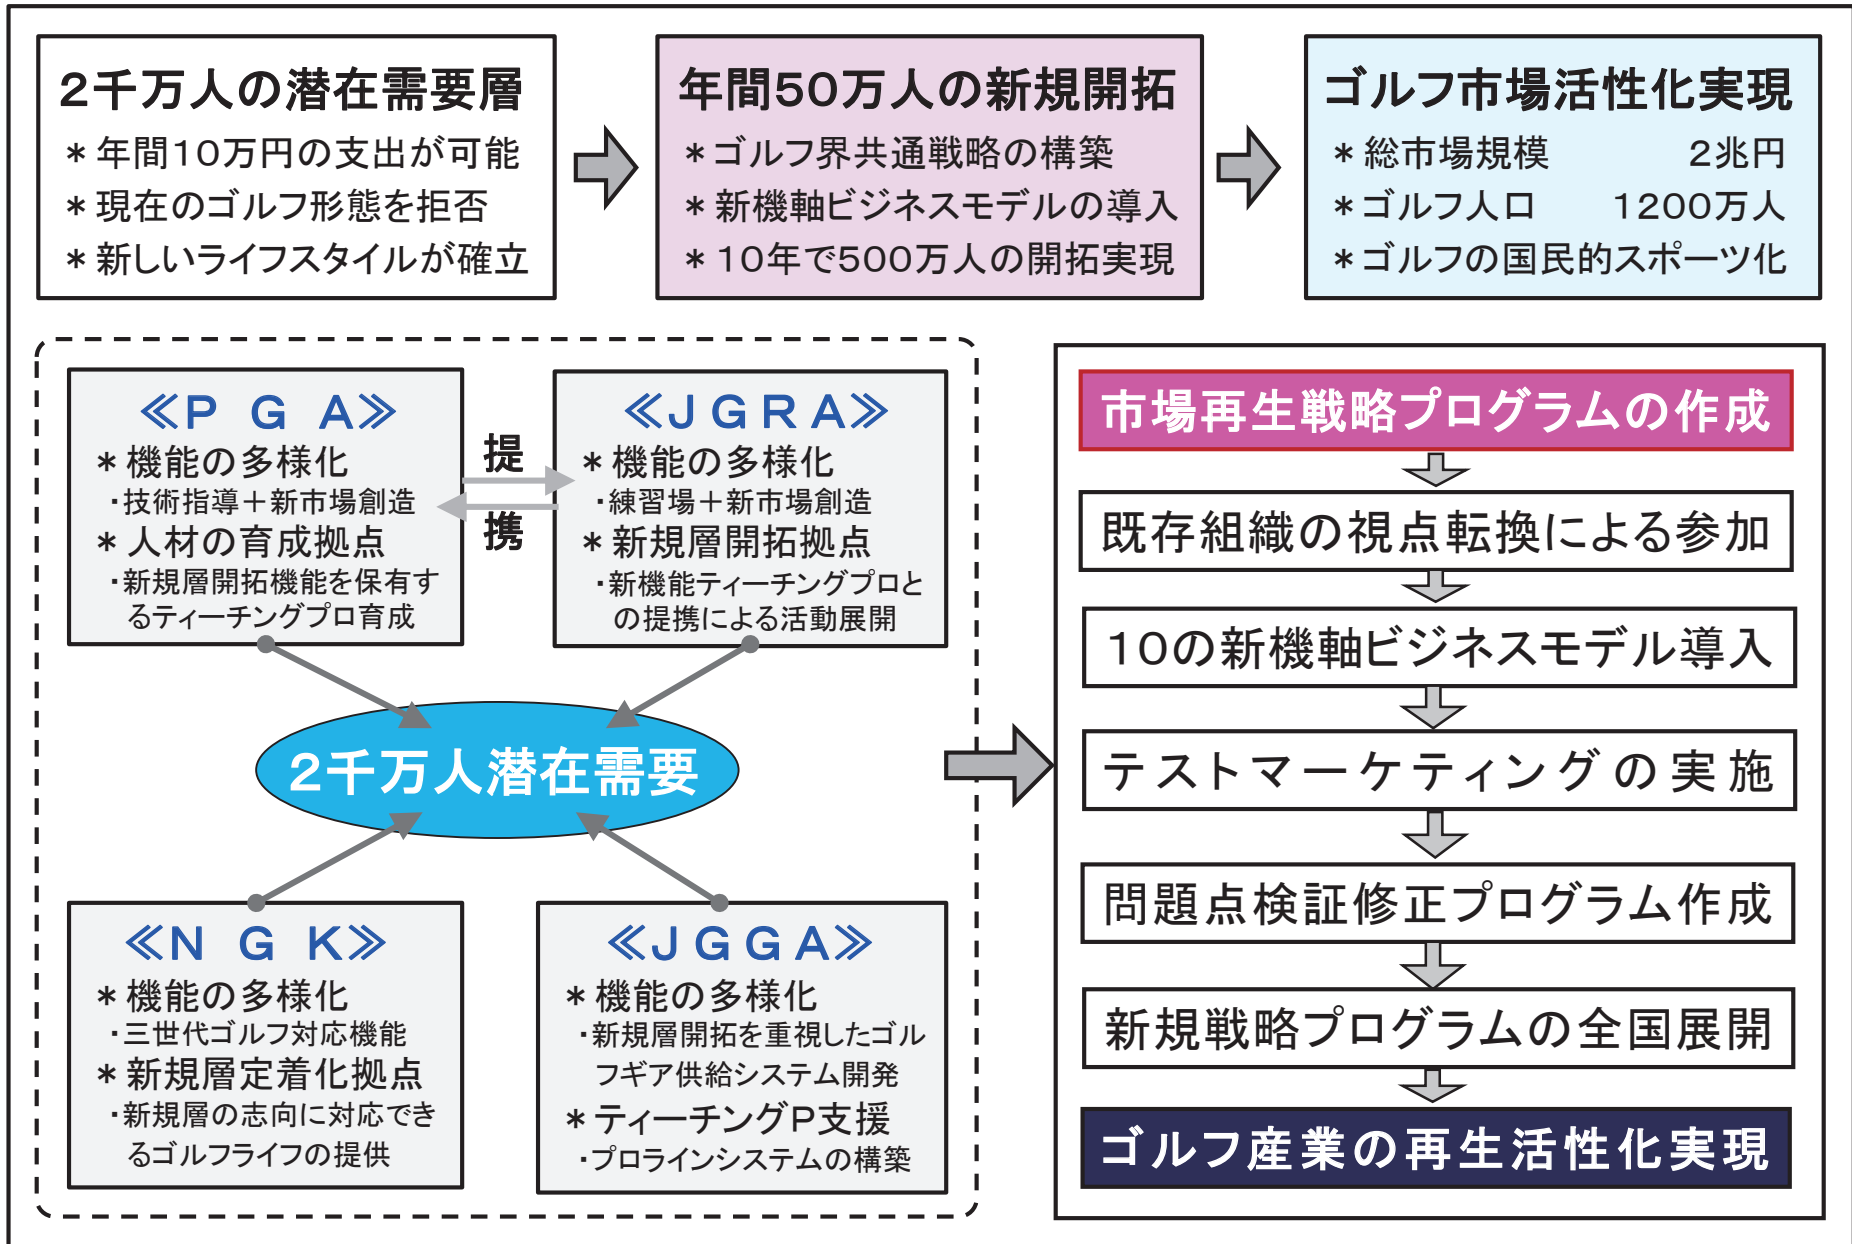 2千万人の潜在需要層
＊年間10万円の支出が可能
＊現在のゴルフ形態を拒否
＊新しいライフスタイルが確立
年間50万人の新規開拓
＊ゴルフ界共通戦略の構築
＊新機軸ビジネスモデルの導入
＊10年で500万人の開拓実現
ゴルフ市場活性化実現
＊総市場規模　2兆円
＊ゴルフ人口　1200万人
＊ゴルフの国民的スポーツ化
≪PGA≫
＊機能の多様化
・技術指導＋新市場創造
＊人材の育成拠点
・新規層開拓機能を保有す
るティーチングプロ育成
提
携
≪JGRA≫
＊機能の多様化
・練習場＋新市場創造
＊新規層開拓拠点
・新機能ティーチングプロと
の提携による活動展開
2千万人潜在需要
≪NGK≫
＊機能の多様化
・三世代ゴルフ対応機能
＊新規層定着化拠点
・新規層の志向に対応でき
るゴルフライフの提供
≪JGGA≫
＊機能の多様化
・新規層開拓を重視したゴル
フギア供給システム開発
＊ティーチングP支援
・プロラインシステムの構築
市場再生戦略プログラムの作成
既存組織の視点転換による参加
10の新機軸ビジネスモデル導入
テストマーケティングの実施
問題点検証修正プログラム作成
新規戦略プログラムの全国展開
ゴルフ産業の再生活性化実現